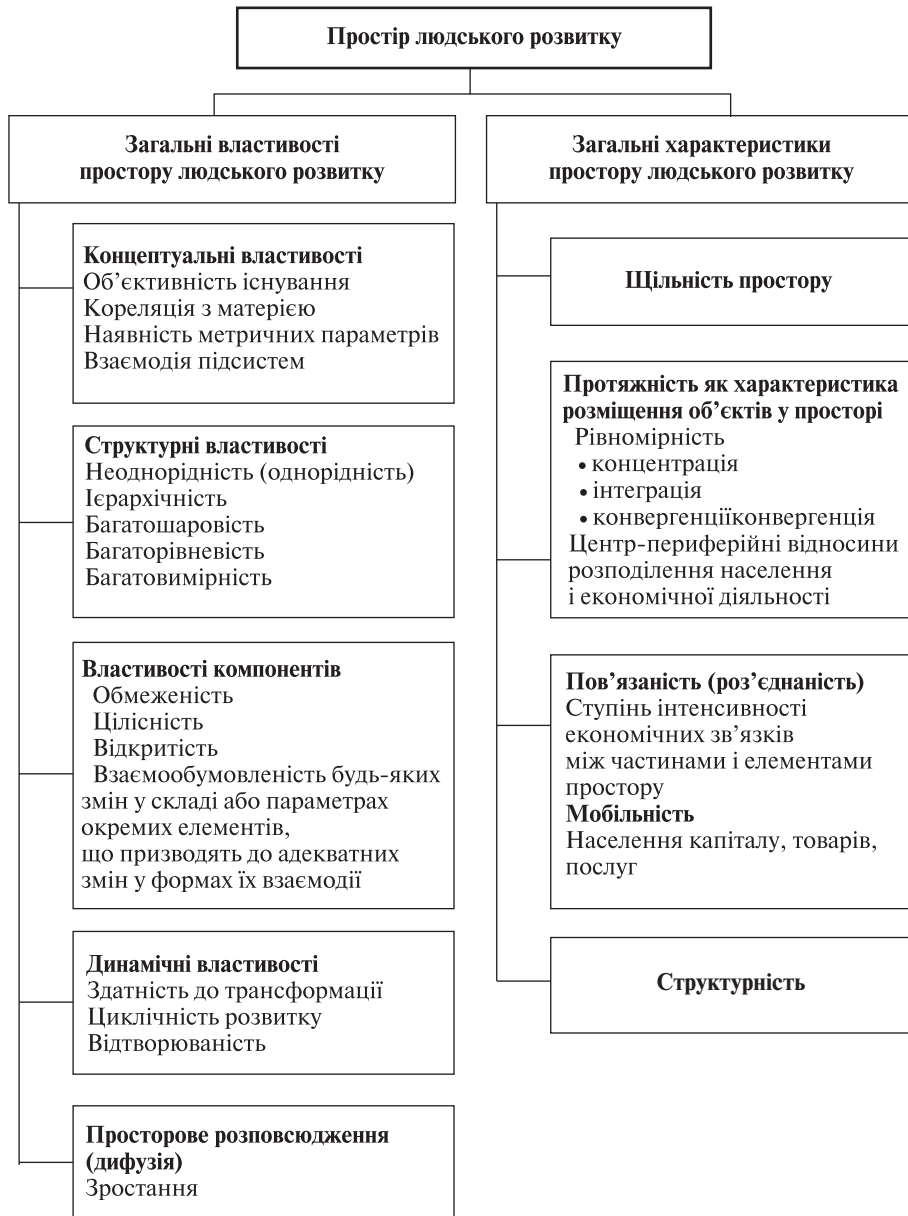 Простір людського розвитку
Загальні властивості
простору людського розвитку
Концептуальні властивості
Об’єктивність існування
Кореляція з матерією
Наявність метричних параметрів
Взаємодія підсистем
Структурні властивості
Неоднорідність (однорідність)
Ієрархічність
Багатошаровість
Багаторівневість
Багатовимірність
Властивості компонентів
Обмеженість
Цілісність
Відкритість
Взаємообумовленість будь-яких
змін у складі або параметрах
окремих елементів,
що призводять до адекватних
змін у формах їх взаємодії
Динамічні властивості
Здатність до трансформації
Циклічність розвитку
Відтворюваність
Просторове розповсюдження
(дифузія)
Зростання
Загальні характеристики
простору людського розвитку
Щільність простору
Протяжність як характеристика
розміщення об’єктів у просторі
Рівномірність
• концентрація
• інтеграція
• конвергенціїконвергенція
Центр-периферійні відносини
розподілення населення
і економічної діяльності
Пов’язаність (роз’єднаність)
Ступінь інтенсивності
економічних зв’язків
між частинами і елементами
простору
Мобільність
Населення капіталу, товарів,
послуг
Структурність